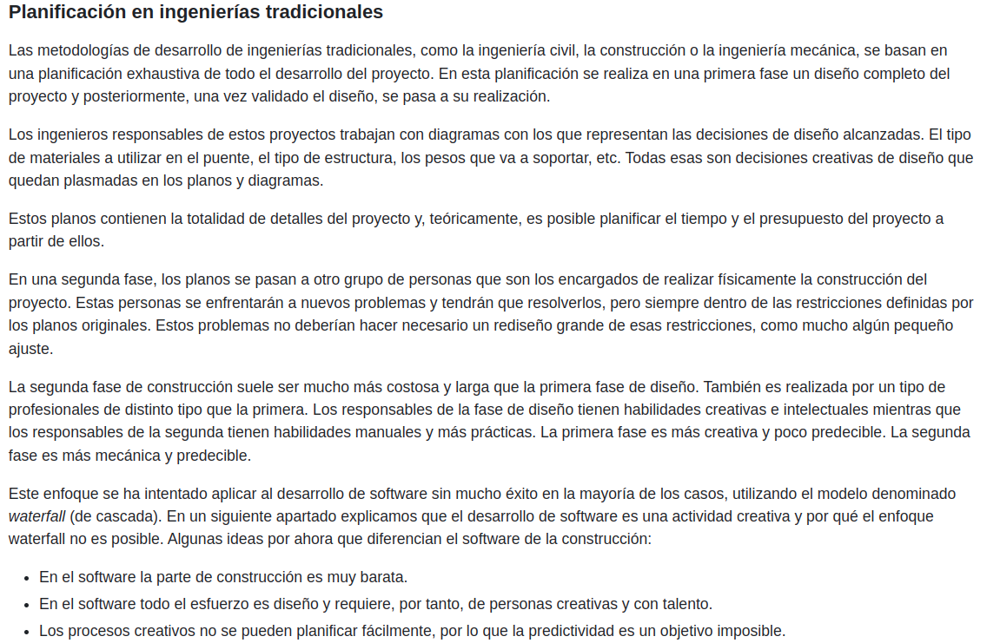 Planificación en ingenierías tradicionales
Las metodologías de desarrollo de ingenierías tradicionales, como la ingeniería civil, la construcción o la ingeniería mecánica, se basan en
una planificación exhaustiva de todo el desarrollo del proyecto. En esta planificación se realiza en una primera fase un diseño completo del
proyecto y posteriormente, una vez validado el diseño, se pasa a su realización.
Los ingenieros responsables de estos proyectos trabajan con diagramas con los que representan las decisiones de diseño alcanzadas. El tipo
de materiales a utilizar en el puente, el tipo de estructura, los pesos que va a soportar, etc. Todas esas son decisiones creativas de diseño que
quedan plasmadas en los planos y diagramas.
Estos planos contienen la totalidad de detalles del proyecto y, teóricamente, es posible planificar el tiempo y el presupuesto del proyecto a
partir de ellos.
En una segunda fase, los planos se pasan a otro grupo de personas que son los encargados de realizar físicamente la construcción del
proyecto. Estas personas se enfrentarán a nuevos problemas y tendrán que resolverlos, pero siempre dentro de las restricciones definidas por
los planos originales. Estos problemas no deberían hacer necesario un rediseño grande de esas restricciones, como mucho algún pequeño
ajuste.
La segunda fase de construcción suele ser mucho más costosa y larga que la primera fase de diseño. También es realizada por un tipo de
profesionales de distinto tipo que la primera. Los responsables de la fase de diseño tienen habilidades creativas e intelectuales mientras que
los responsables de la segunda tienen habilidades manuales y más prácticas. La primera fase es más creativa y poco predecible. La segunda
fase es más mecánica y predecible.
Este enfoque se ha intentado aplicar al desarrollo de software sin mucho éxito en la mayoría de los casos, utilizando el modelo denominado
waterfall (de cascada). En un siguiente apartado explicamos que el desarrollo de software es una actividad creativa y por qué el enfoque
waterfall no es posible. Algunas ideas por ahora que diferencian el software de la construcción:
• En el software la parte de construcción es muy barata.
• En el software todo el esfuerzo es diseño y requiere, por tanto, de personas creativas y con talento.
• Los procesos creativos no se pueden planificar fácilmente, por lo que la predictividad es un objetivo imposible.